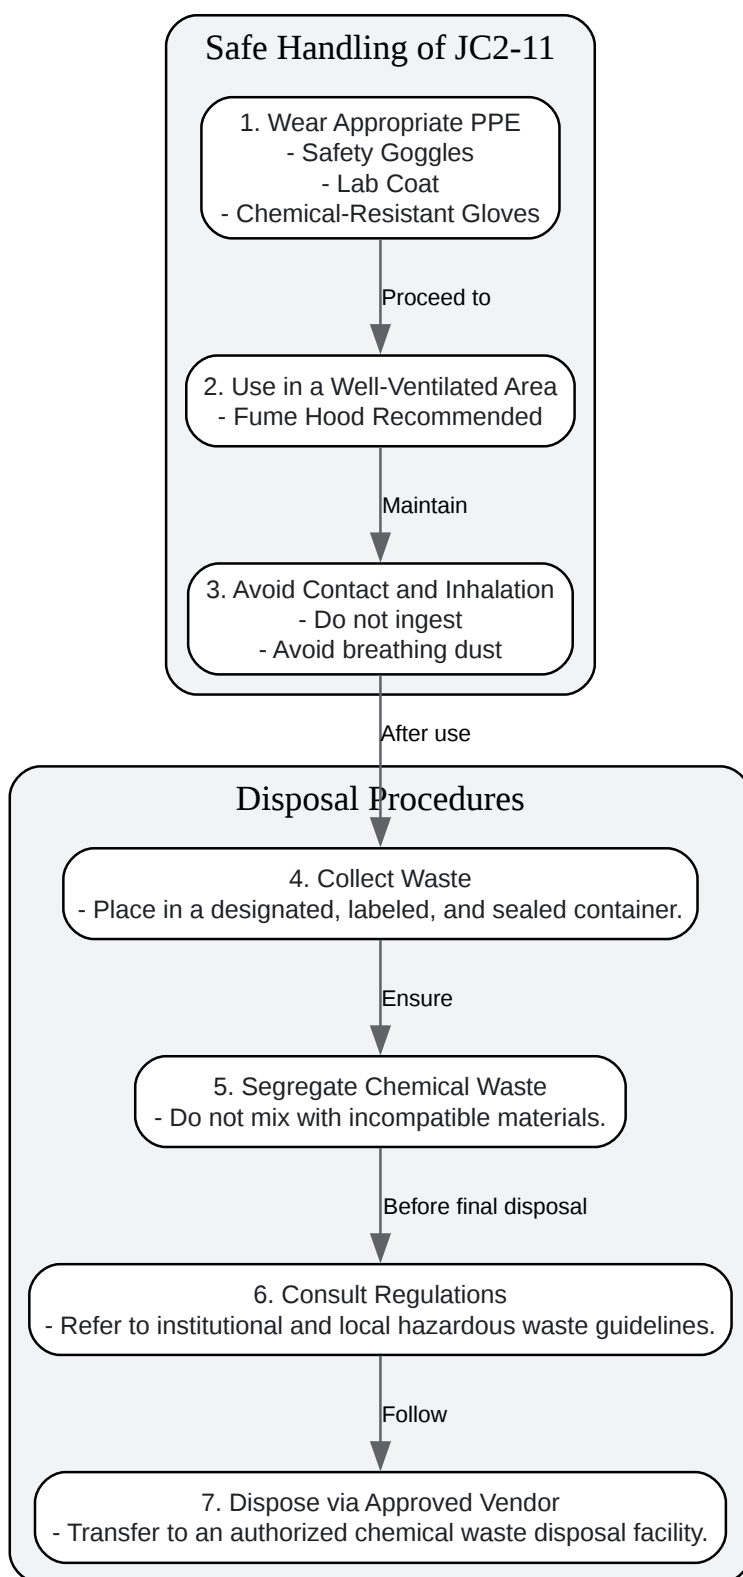 Safe Handling of JC2-11
1. Wear Appropriate PPE
- Safety Goggles
- Lab Coat
- Chemical-Resistant Gloves
Proceed to
2. Use in a Well-Ventilated Area
- Fume Hood Recommended
Maintain
3. Avoid Contact and Inhalation
- Do not ingest
- Avoid breathing dust
After use
Disposal Procedures
4. Collect Waste
- Place in a designated, labeled, and sealed container.
Ensure
5. Segregate Chemical Waste
- Do not mix with incompatible materials.
Before final disposal
6. Consult Regulations
- Refer to institutional and local hazardous waste guidelines.
Follow
7. Dispose via Approved Vendor
- Transfer to an authorized chemical waste disposal facility.